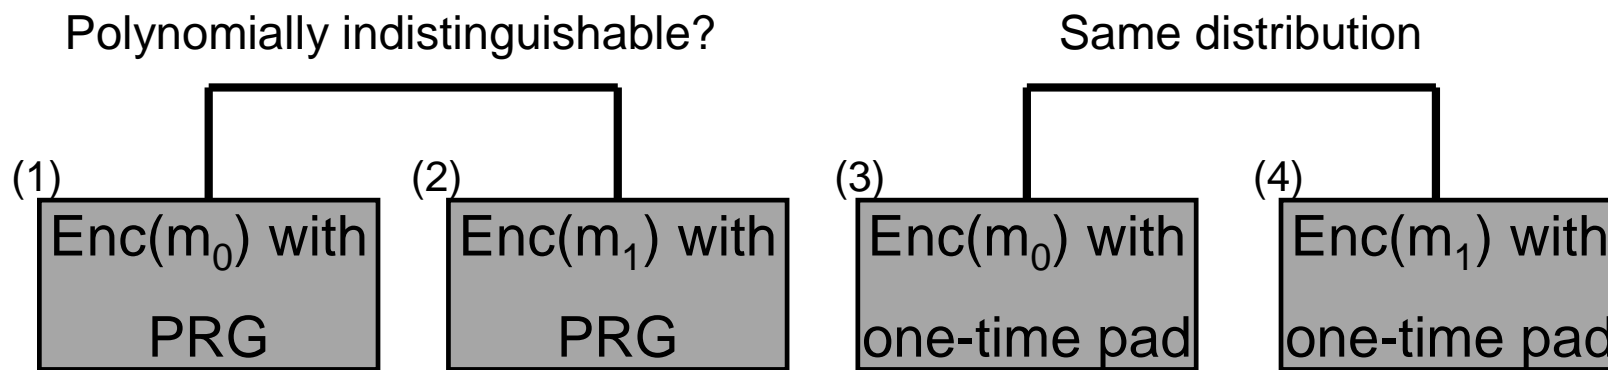 Polynomially indistinguishable?
Same distribution
(1)
Enc(m₀) with
PRG
(2)
Enc(m₁) with
PRG
(3)
Enc(m₀) with
one-time pad
(4)
Enc(m₁) with
one-time pad